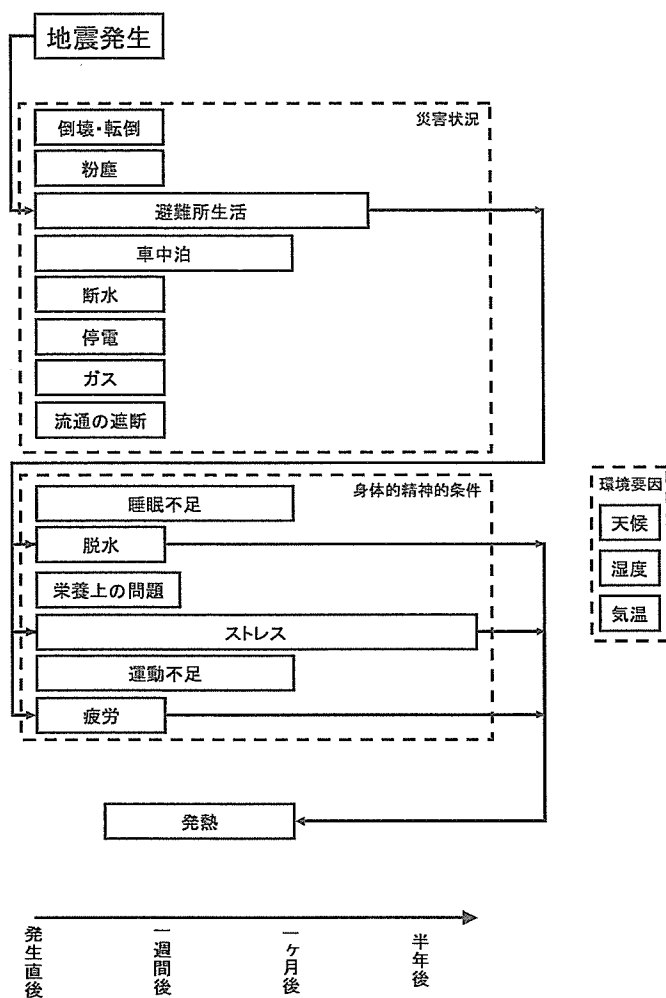 地震発生
災害状況
倒壊・転倒
粉塵
避難所生活
車中泊
断水
停電
ガス
流通の遮断
身体的精神的条件
睡眠不足
脱水
栄養上の問題
ストレス
運動不足
疲労
環境要因
天候
湿度
気温
発熱
発生直後
一週間後
一ヶ月後
半年後